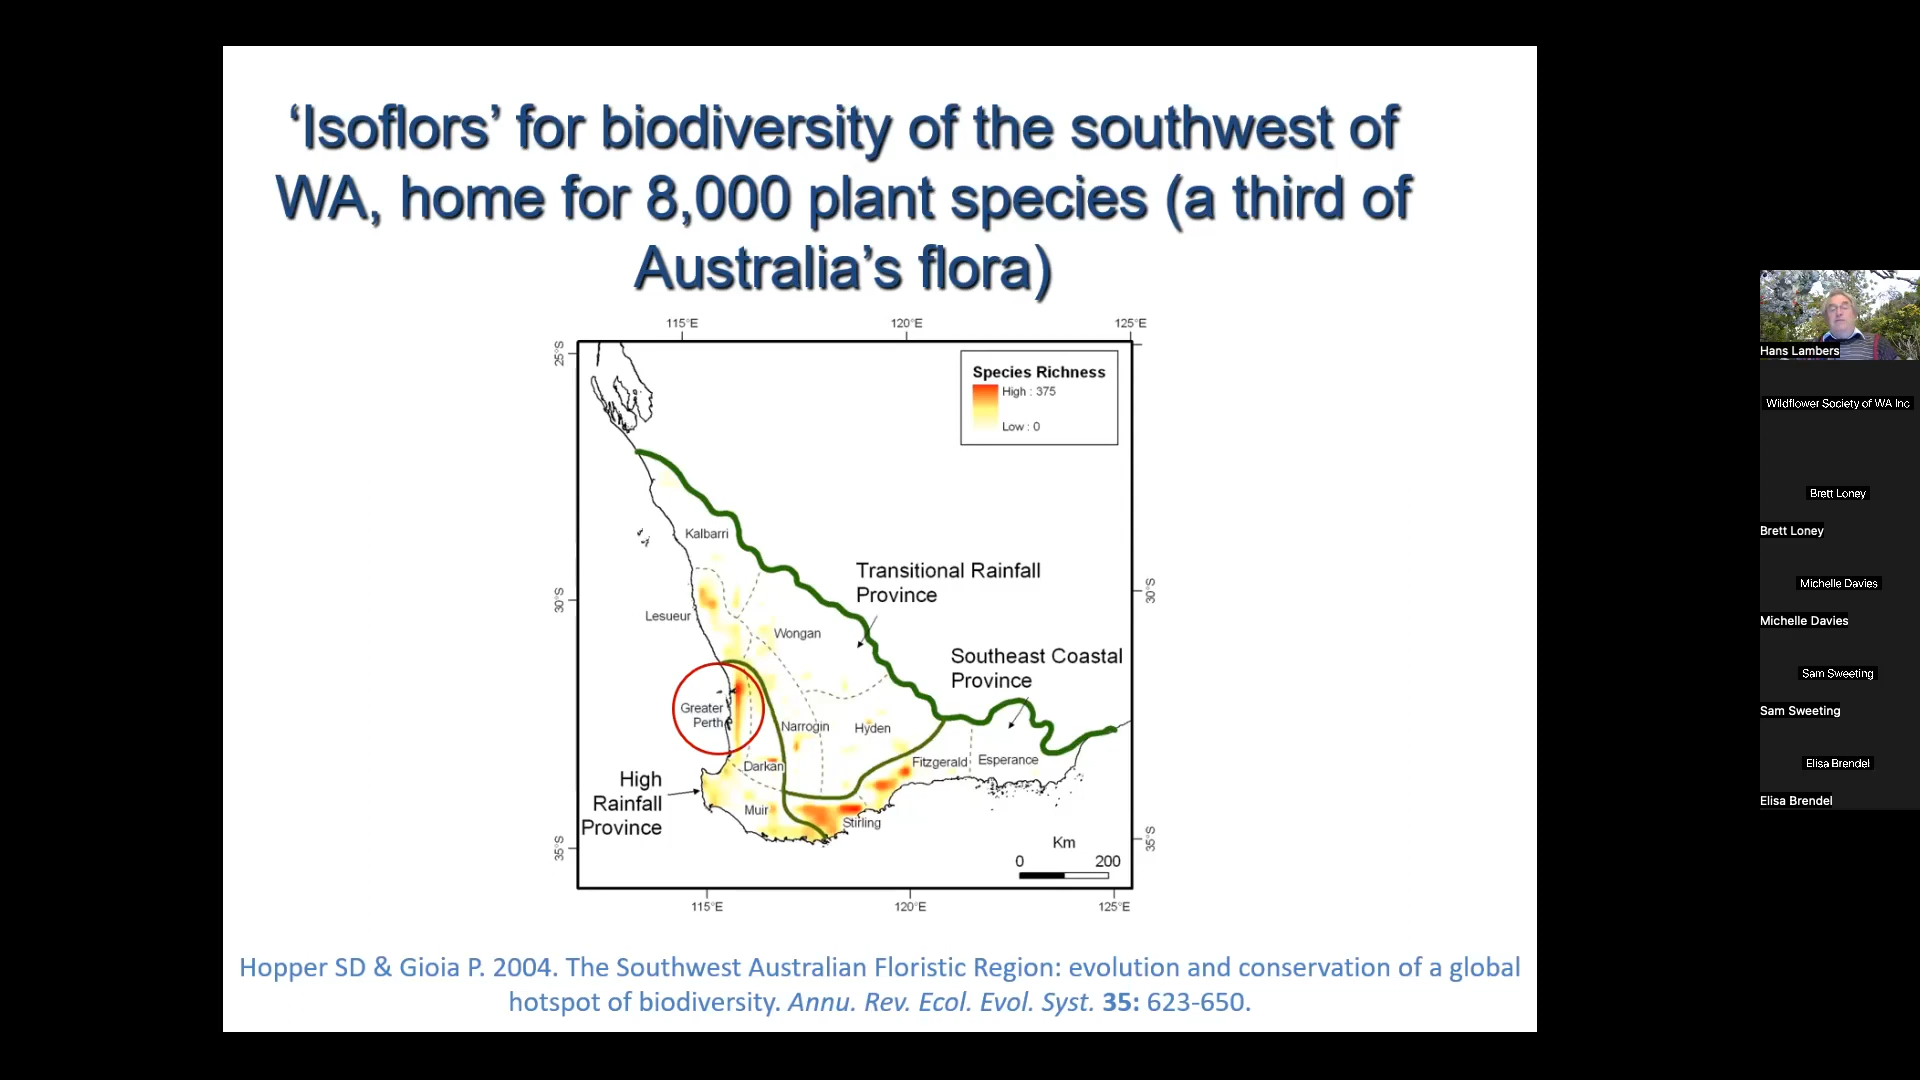 ‘Isoflors’ for biodiversity of the southwest of
WA, home for 8,000 plant species (a third of
Australia’s flora)
115°E
120°E
125°E
25°S
Species Richness
High : 375
Low : 0
Kalbarri
Transitional Rainfall
Province
30°S
30°S
Lesueur
Wongan
Southeast Coastal
Province
Greater
Perth
Narrogin
Hyden
Darkan
Fitzgerald
Esperance
High
Rainfall
Province
Muir
Stirling
35°S
35°S
Km
0
200
115°E
120°E
125°E
Hopper SD & Gioia P. 2004. The Southwest Australian Floristic Region: evolution and conservation of a global
hotspot of biodiversity. Annu. Rev. Ecol. Evol. Syst. 35: 623-650.
Hans Lambers
Wildflower Society of WA Inc
Brett Loney
Brett Loney
Michelle Davies
Michelle Davies
Sam Sweeting
Sam Sweeting
Elisa Brendel
Elisa Brendel